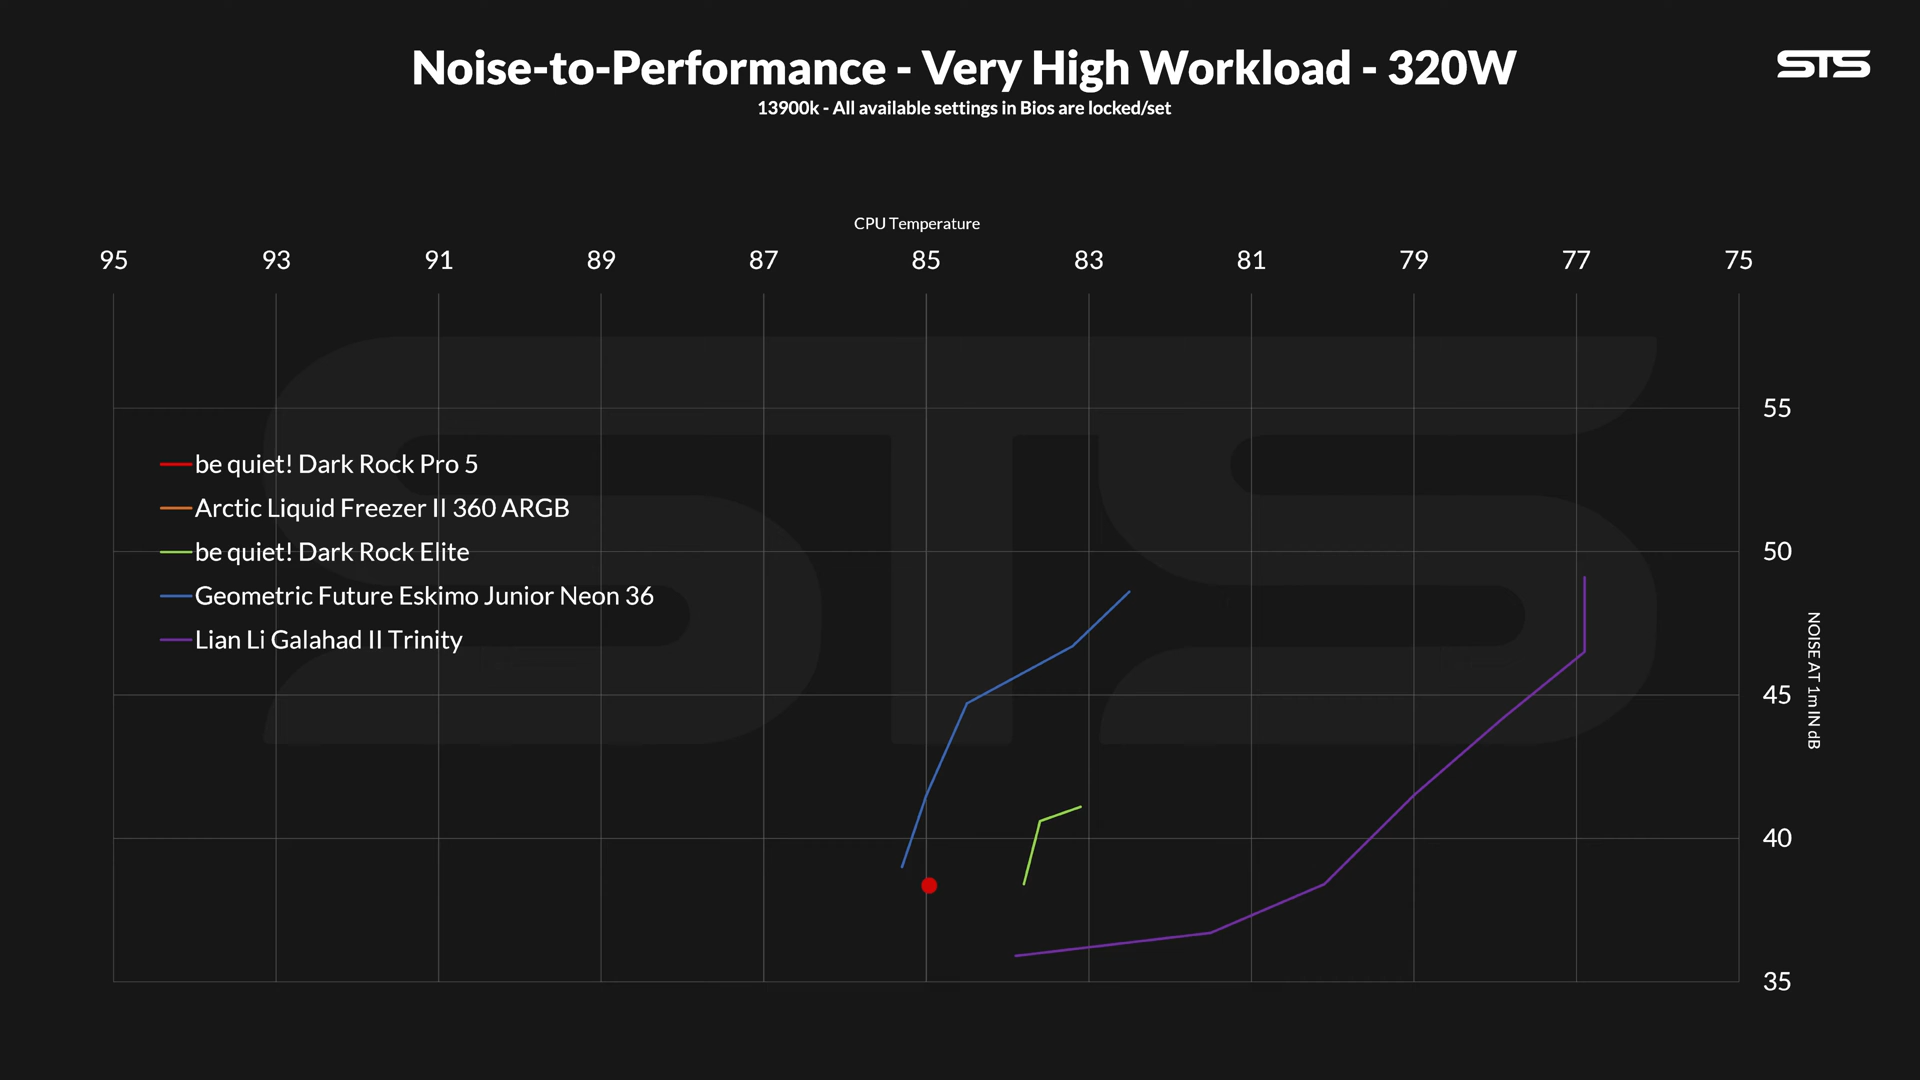 Noise-to-Performance - Very High Workload - 320W
STS
13900k - All available settings in Bios are locked/set
CPU Temperature
95 93 91 89 87 85 83 81 79 77 75
55
be quiet! Dark Rock Pro 5
Arctic Liquid Freezer II 360 ARGB
be quiet! Dark Rock Elite
50
Geometric Future Eskimo Junior Neon 36
Lian Li Galahad II Trinity
45
NOISE AT 1m IN dB
40
35
STS